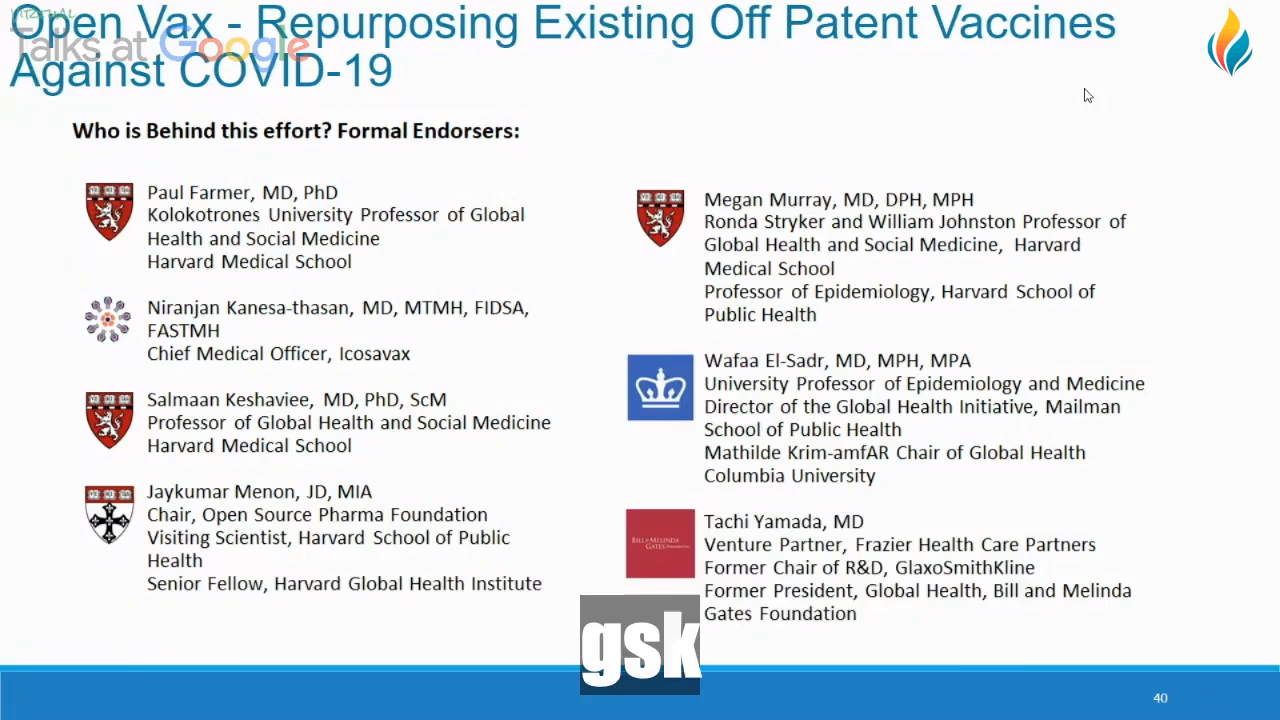 VIRTUAL
Talks at Google
Open Vax - Repurposing Existing Off Patent Vaccines
Against COVID-19
Who is Behind this effort? Formal Endorsers:
Paul Farmer, MD, PhD
Kolokotrones University Professor of Global
Health and Social Medicine
Harvard Medical School
Niranjan Kanesa-thasan, MD, MTMH, FIDSA,
FASTMH
Chief Medical Officer, Icosavax
Salmaan Keshaviee, MD, PhD, ScM
Professor of Global Health and Social Medicine
Harvard Medical School
Jaykumar Menon, JD, MIA
Chair, Open Source Pharma Foundation
Visiting Scientist, Harvard School of Public
Health
Senior Fellow, Harvard Global Health Institute
Megan Murray, MD, DPH, MPH
Ronda Stryker and William Johnston Professor of
Global Health and Social Medicine, Harvard
Medical School
Professor of Epidemiology, Harvard School of
Public Health
Wafaa El-Sadr, MD, MPH, MPA
University Professor of Epidemiology and Medicine
Director of the Global Health Initiative, Mailman
School of Public Health
Mathilde Krim-amfAR Chair of Global Health
Columbia University
BILL & MELINDA
GATES foundation
Tachi Yamada, MD
Venture Partner, Frazier Health Care Partners
Former Chair of R&D, GlaxoSmithKline
Former President, Global Health, Bill and Melinda
Gates Foundation
gsk
40